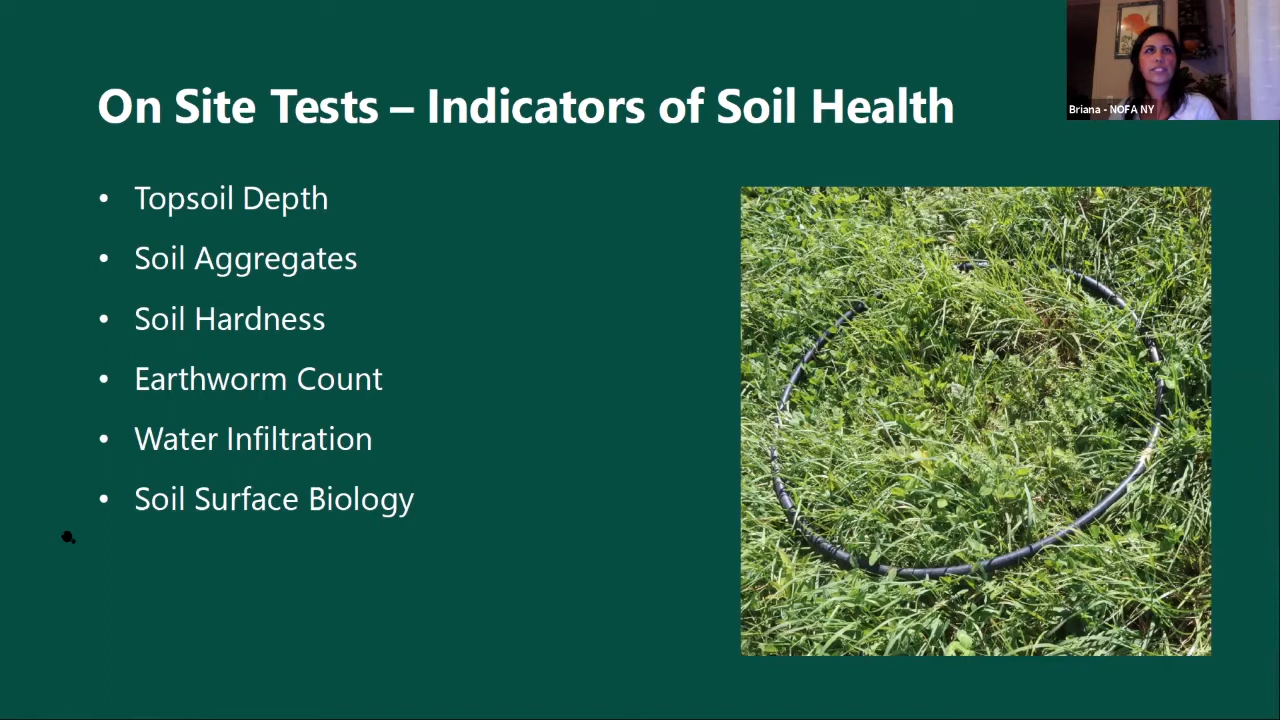 On Site Tests – Indicators of Soil Health
Briana - NOFA NY
• Topsoil Depth
• Soil Aggregates
• Soil Hardness
• Earthworm Count
• Water Infiltration
• Soil Surface Biology